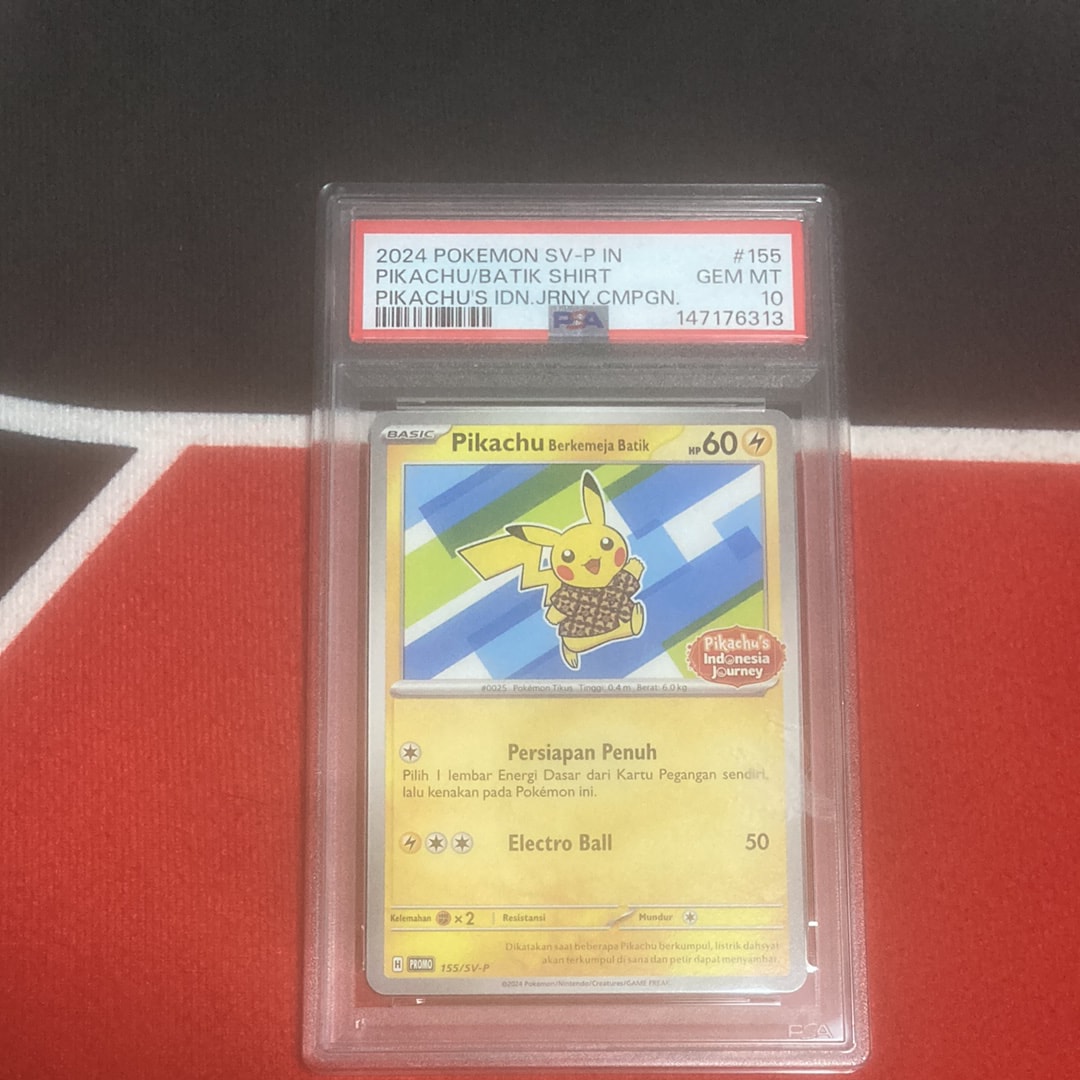 2024 POKEMON SV-P IN #155
PIKACHU/BATIK SHIRT GEM MT
PIKACHU'S IDN.JRNY.CMPGN. 10
PSA 147176313
BASIC Pikachu Berkemeja Batik HP 60
Pikachu's
Indonesia
Journey
#0025 Pokémon Tikus Tinggi: 0.4 m Berat: 6.0 kg
Persiapan Penuh
Pilih 1 lembar Energi Dasar dari Kartu Pegangan sendiri,
lalu kenakan pada Pokémon ini.
Electro Ball 50
Kelemahan ×2 Resistansi Mundur
Dikatakan saat beberapa Pikachu berkumpul, listrik dahsyat
akan terkumpul di sana dan petir dapat menyambar.
H PROMO 155/SV-P
©2024 Pokémon/Nintendo/Creatures/GAME FREAK
PSA